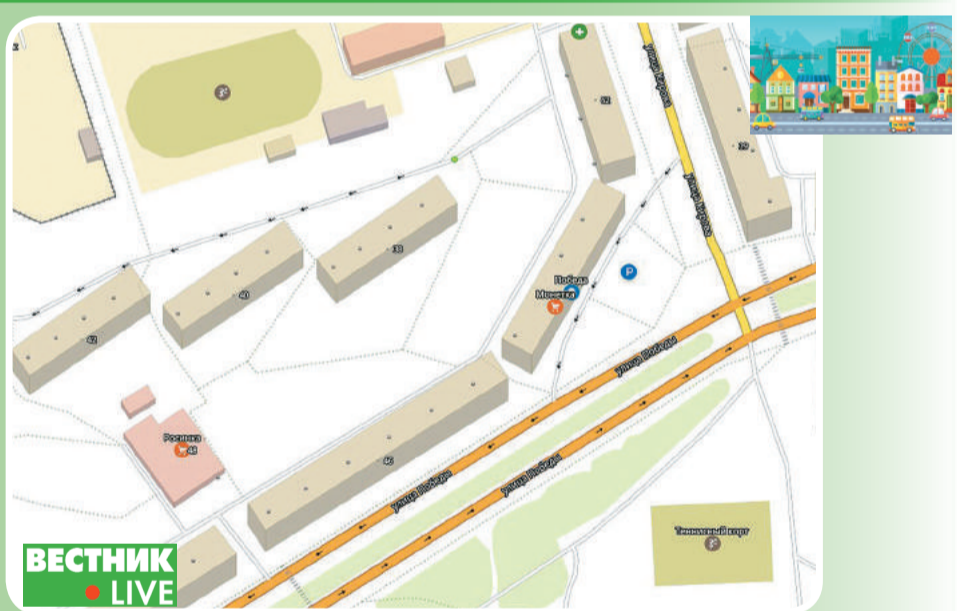 улица Кирова
52
39
улица Кирова
38
Победа
P
Монетка
40
42
улица Победы
Росинка
48
46
улица Победы
улица Победы
Теннисный корт
ВЕСТНИК
LIVE